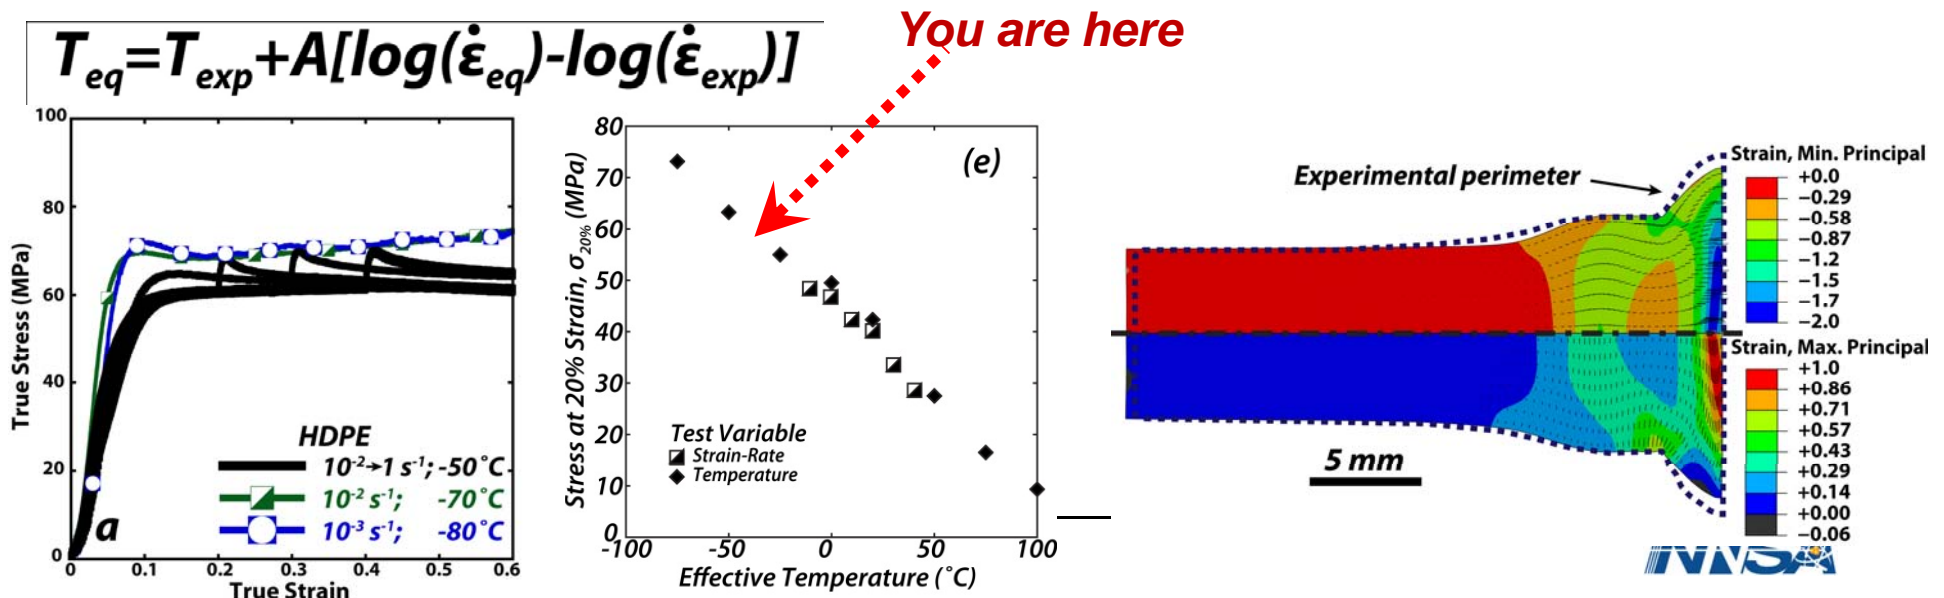 T_eq=T_exp+A[log(ε̇_eq)-log(ε̇_exp)]
You are here
100
80
60
40
20
0
True Stress (MPa)
HDPE
10⁻²→1 s⁻¹; -50˚C
10⁻² s⁻¹; -70˚C
10⁻³ s⁻¹; -80˚C
a
0 0.1 0.2 0.3 0.4 0.5 0.6
True Strain
80
70
60
50
40
30
20
10
0
Stress at 20% Strain, σ_20% (MPa)
(e)
Test Variable
Strain-Rate
Temperature
-100 -50 0 50 100
Effective Temperature (˚C)
Experimental perimeter
5 mm
Strain, Min. Principal
+0.0
−0.29
−0.58
−0.87
−1.2
−1.5
−1.7
−2.0
Strain, Max. Principal
+1.0
+0.86
+0.71
+0.57
+0.43
+0.29
+0.14
+0.00
−0.06
NNSA